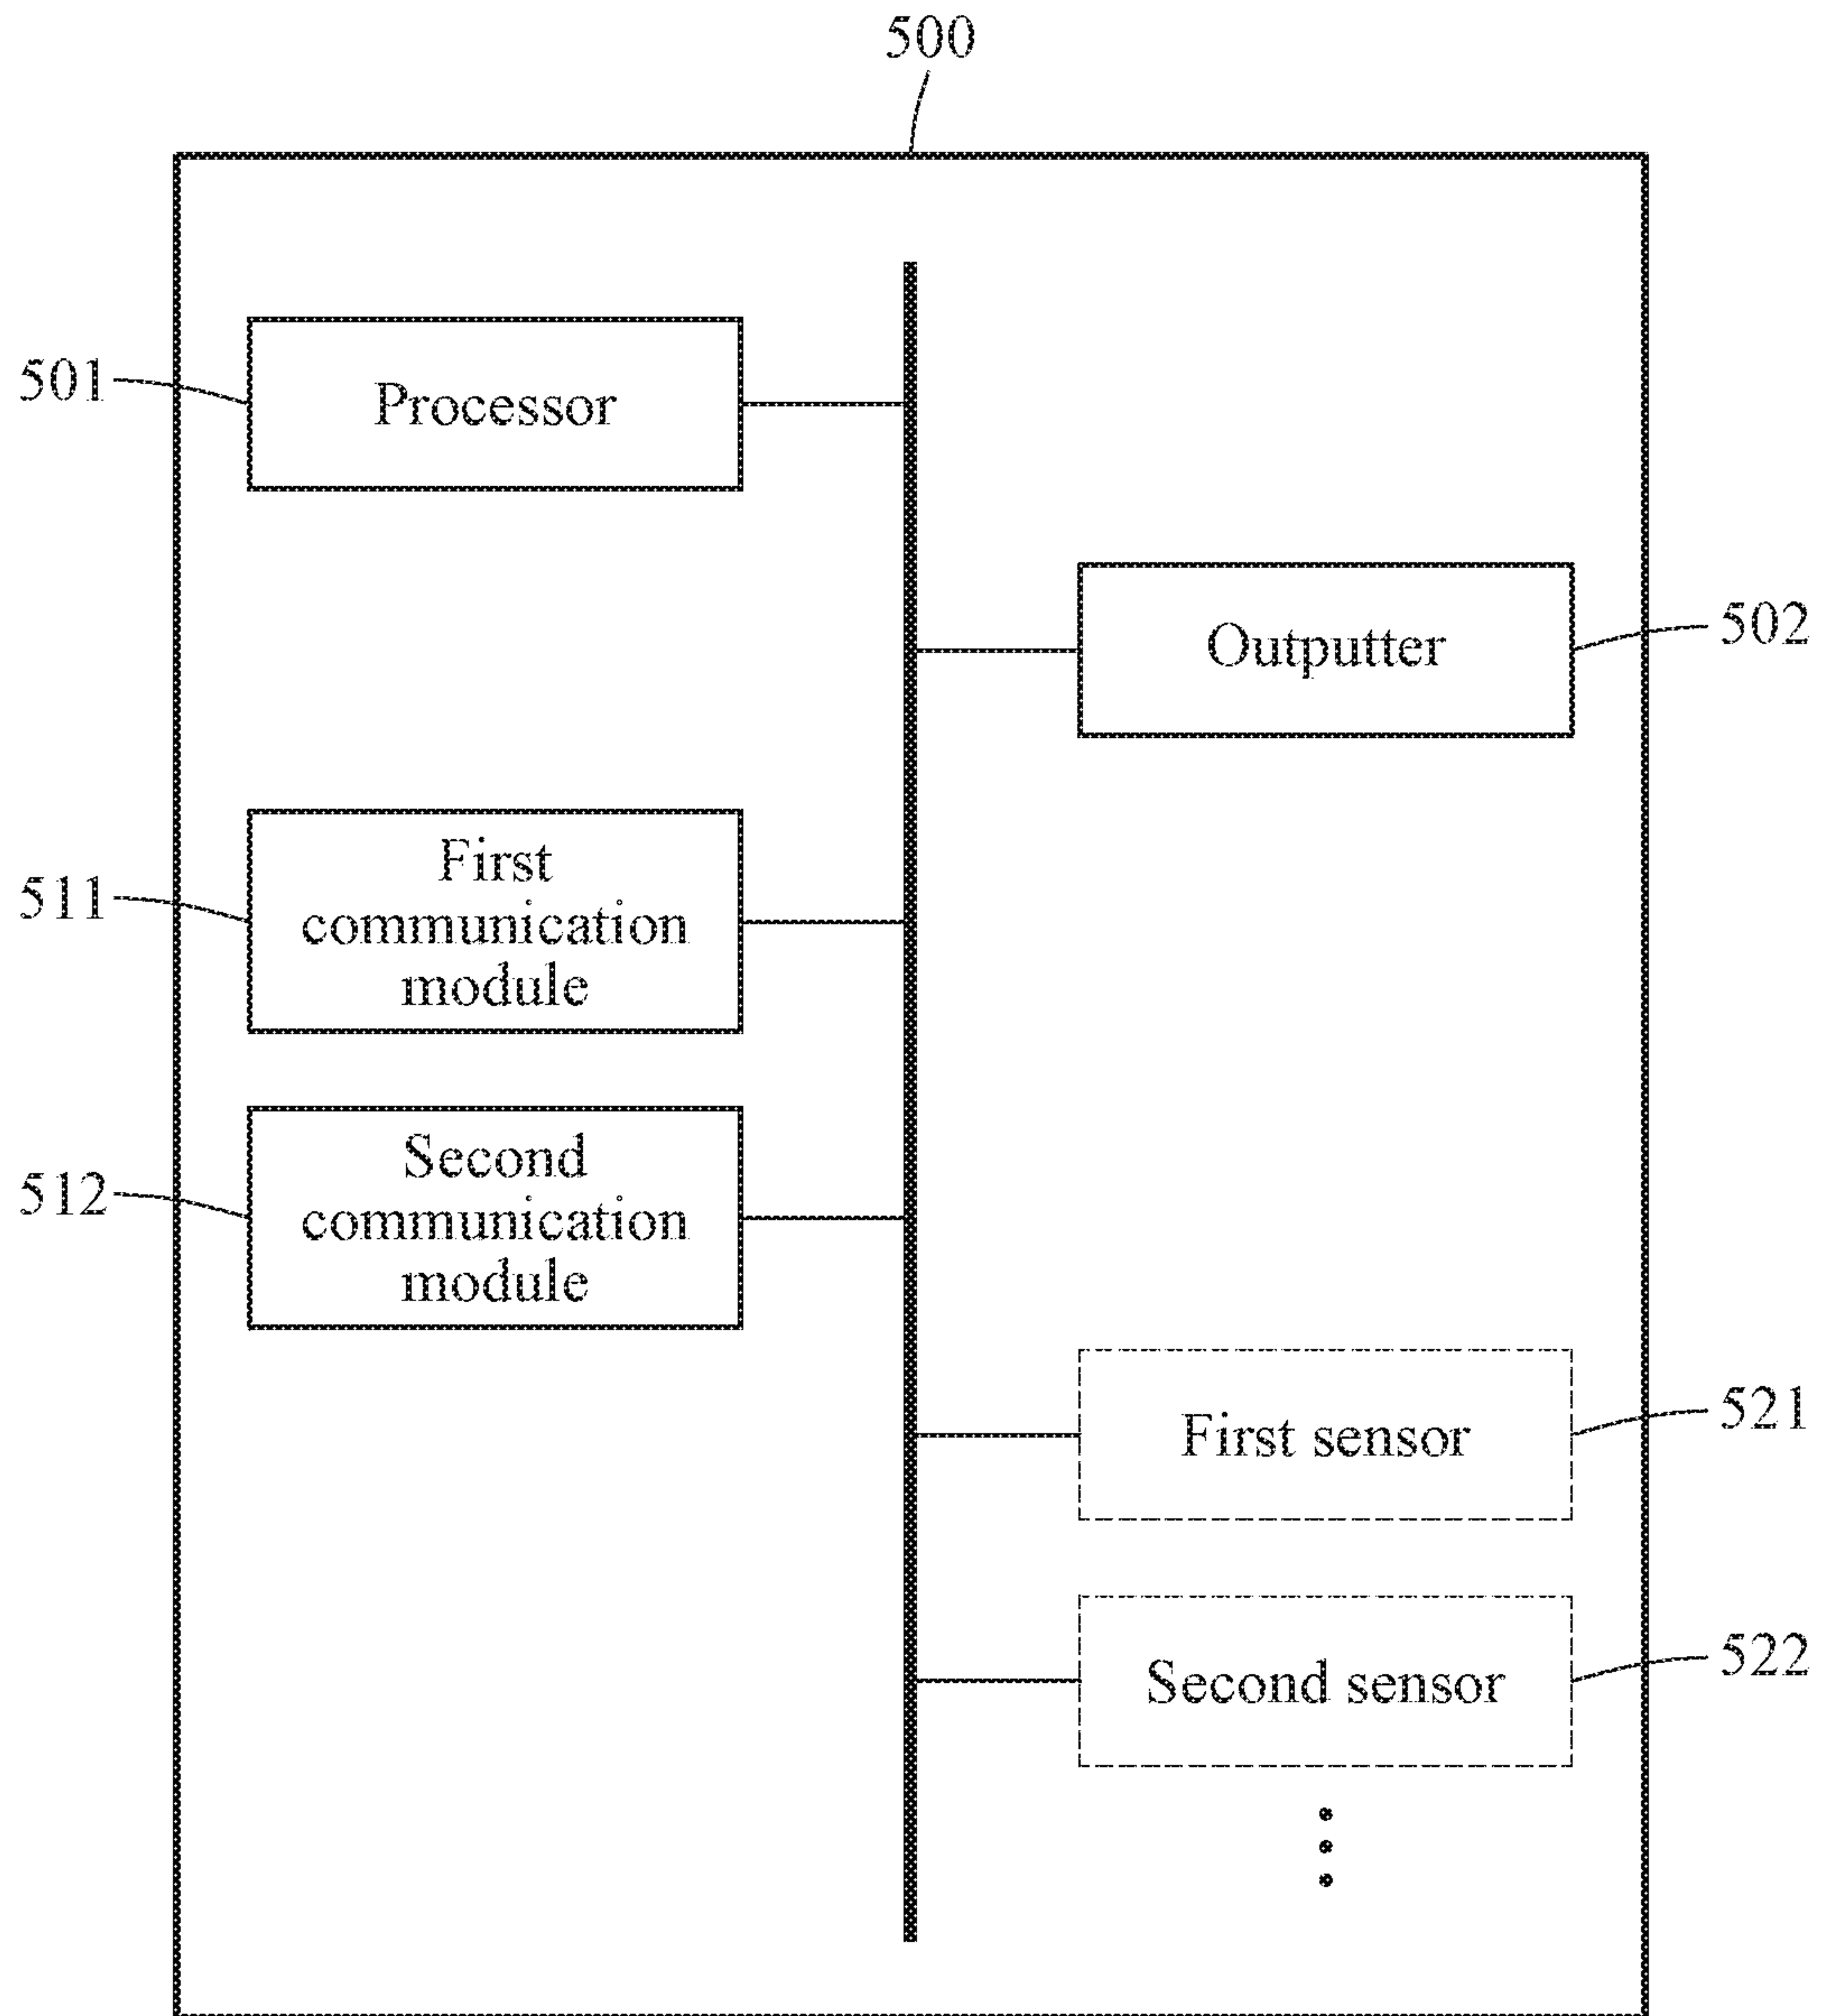 500
501
Processor
Outputter
502
511
First
communication
module
512
Second
communication
module
First sensor
521
Second sensor
522